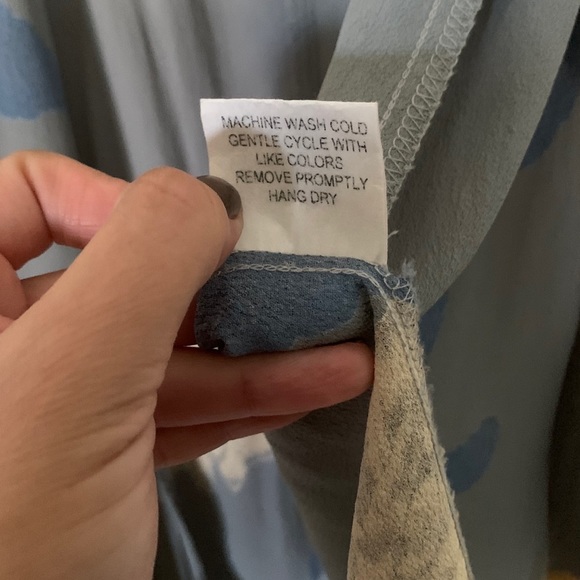 MACHINE WASH COLD
GENTLE CYCLE WITH
LIKE COLORS
REMOVE PROMPTLY
HANG DRY